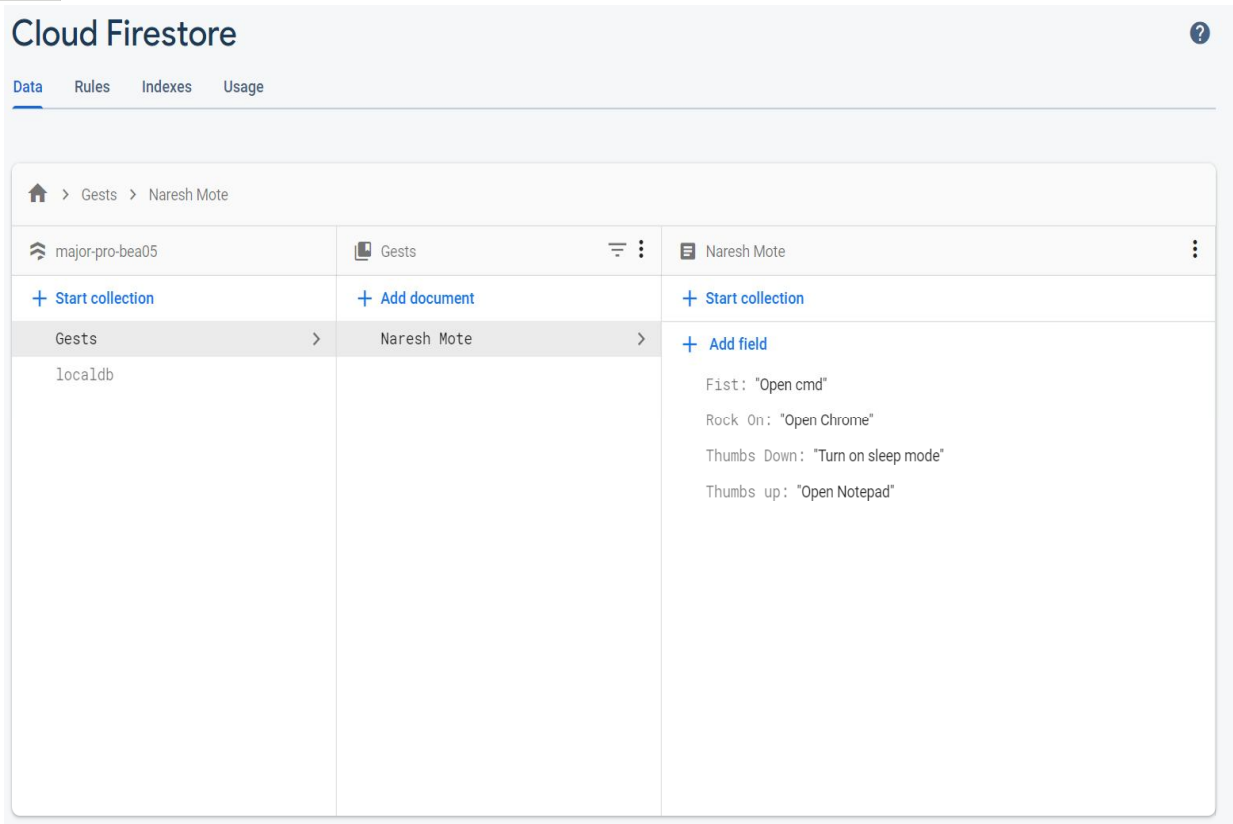 Cloud Firestore
Data Rules Indexes Usage
Gests > Naresh Mote
major-pro-bea05
+ Start collection
Gests
localdb
Gests
+ Add document
Naresh Mote
Naresh Mote
+ Start collection
+ Add field
Fist: "Open cmd"
Rock On: "Open Chrome"
Thumbs Down: "Turn on sleep mode"
Thumbs up: "Open Notepad"